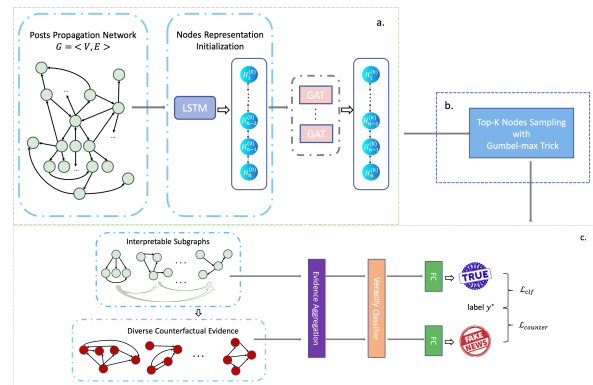 a.
Posts Propagation Network
G = < V, E >
Nodes Representation
Initialization
LSTM
GAT
...
GAT
b.
Top-K Nodes Sampling
with
Gumbel-max Trick
c.
Interpretable Subgraphs
Evidence Aggregation
Veracity Classifier
FC
TRUE
ℒclf
label y*
ℒcounter
Diverse Counterfactual Evidence
FC
FAKE
NEWS